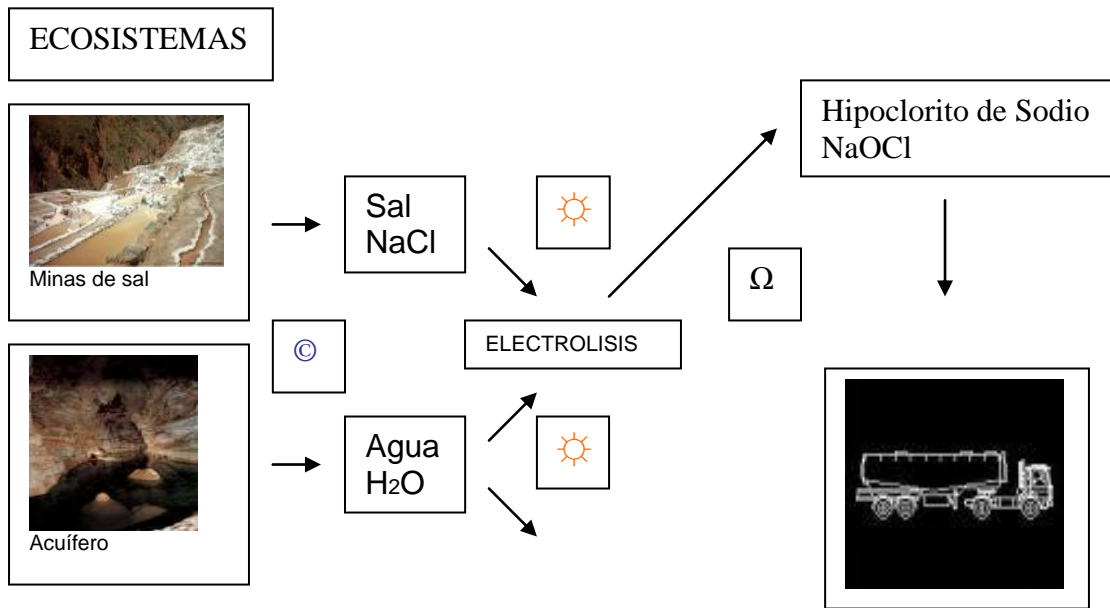 ECOSISTEMAS
Minas de sal
Sal
NaCl
Hipoclorito de Sodio
NaOCl
Ω
ELECTROLISIS
©
Acuífero
Agua
H2O